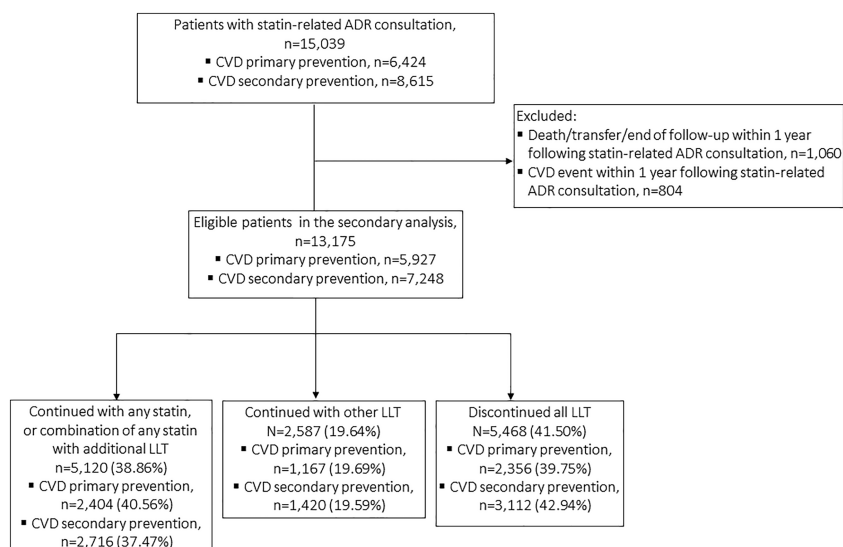 Patients with statin-related ADR consultation,
n=15,039
▪ CVD primary prevention, n=6,424
▪ CVD secondary prevention, n=8,615
Excluded:
▪ Death/transfer/end of follow-up within 1 year
following statin-related ADR consultation, n=1,060
▪ CVD event within 1 year following statin-related
ADR consultation, n=804
Eligible patients in the secondary analysis,
n=13,175
▪ CVD primary prevention, n=5,927
▪ CVD secondary prevention, n=7,248
Continued with any statin,
or combination of any statin
with additional LLT
n=5,120 (38.86%)
▪ CVD primary prevention,
n=2,404 (40.56%)
▪ CVD secondary prevention,
n=2,716 (37.47%)
Continued with other LLT
N=2,587 (19.64%)
▪ CVD primary prevention,
n=1,167 (19.69%)
▪ CVD secondary prevention,
n=1,420 (19.59%)
Discontinued all LLT
N=5,468 (41.50%)
▪ CVD primary prevention,
n=2,356 (39.75%)
▪ CVD secondary prevention,
n=3,112 (42.94%)